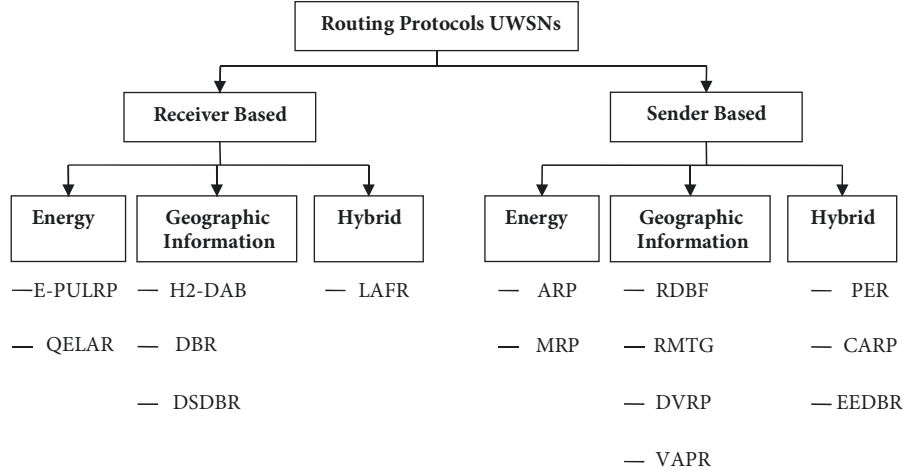 Routing Protocols UWSNs
Receiver Based
Sender Based
Energy
Geographic
Information
Hybrid
Energy
Geographic
Information
Hybrid
E-PULRP
H2-DAB
LAFR
ARP
RDBF
PER
QELAR
DBR
MRP
RMTG
CARP
DSDBR
DVRP
EEDBR
VAPR